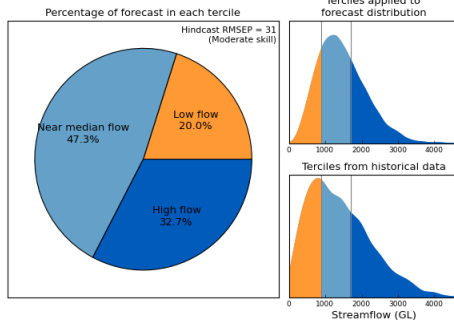 Percentage of forecast in each tercile
Hindcast RMSEP = 31
(Moderate skill)
Low flow
20.0%
Near median flow
47.3%
High flow
32.7%
Terciles applied to
forecast distribution
0 1000 2000 3000 4000
Terciles from historical data
0 1000 2000 3000 4000
Streamflow (GL)